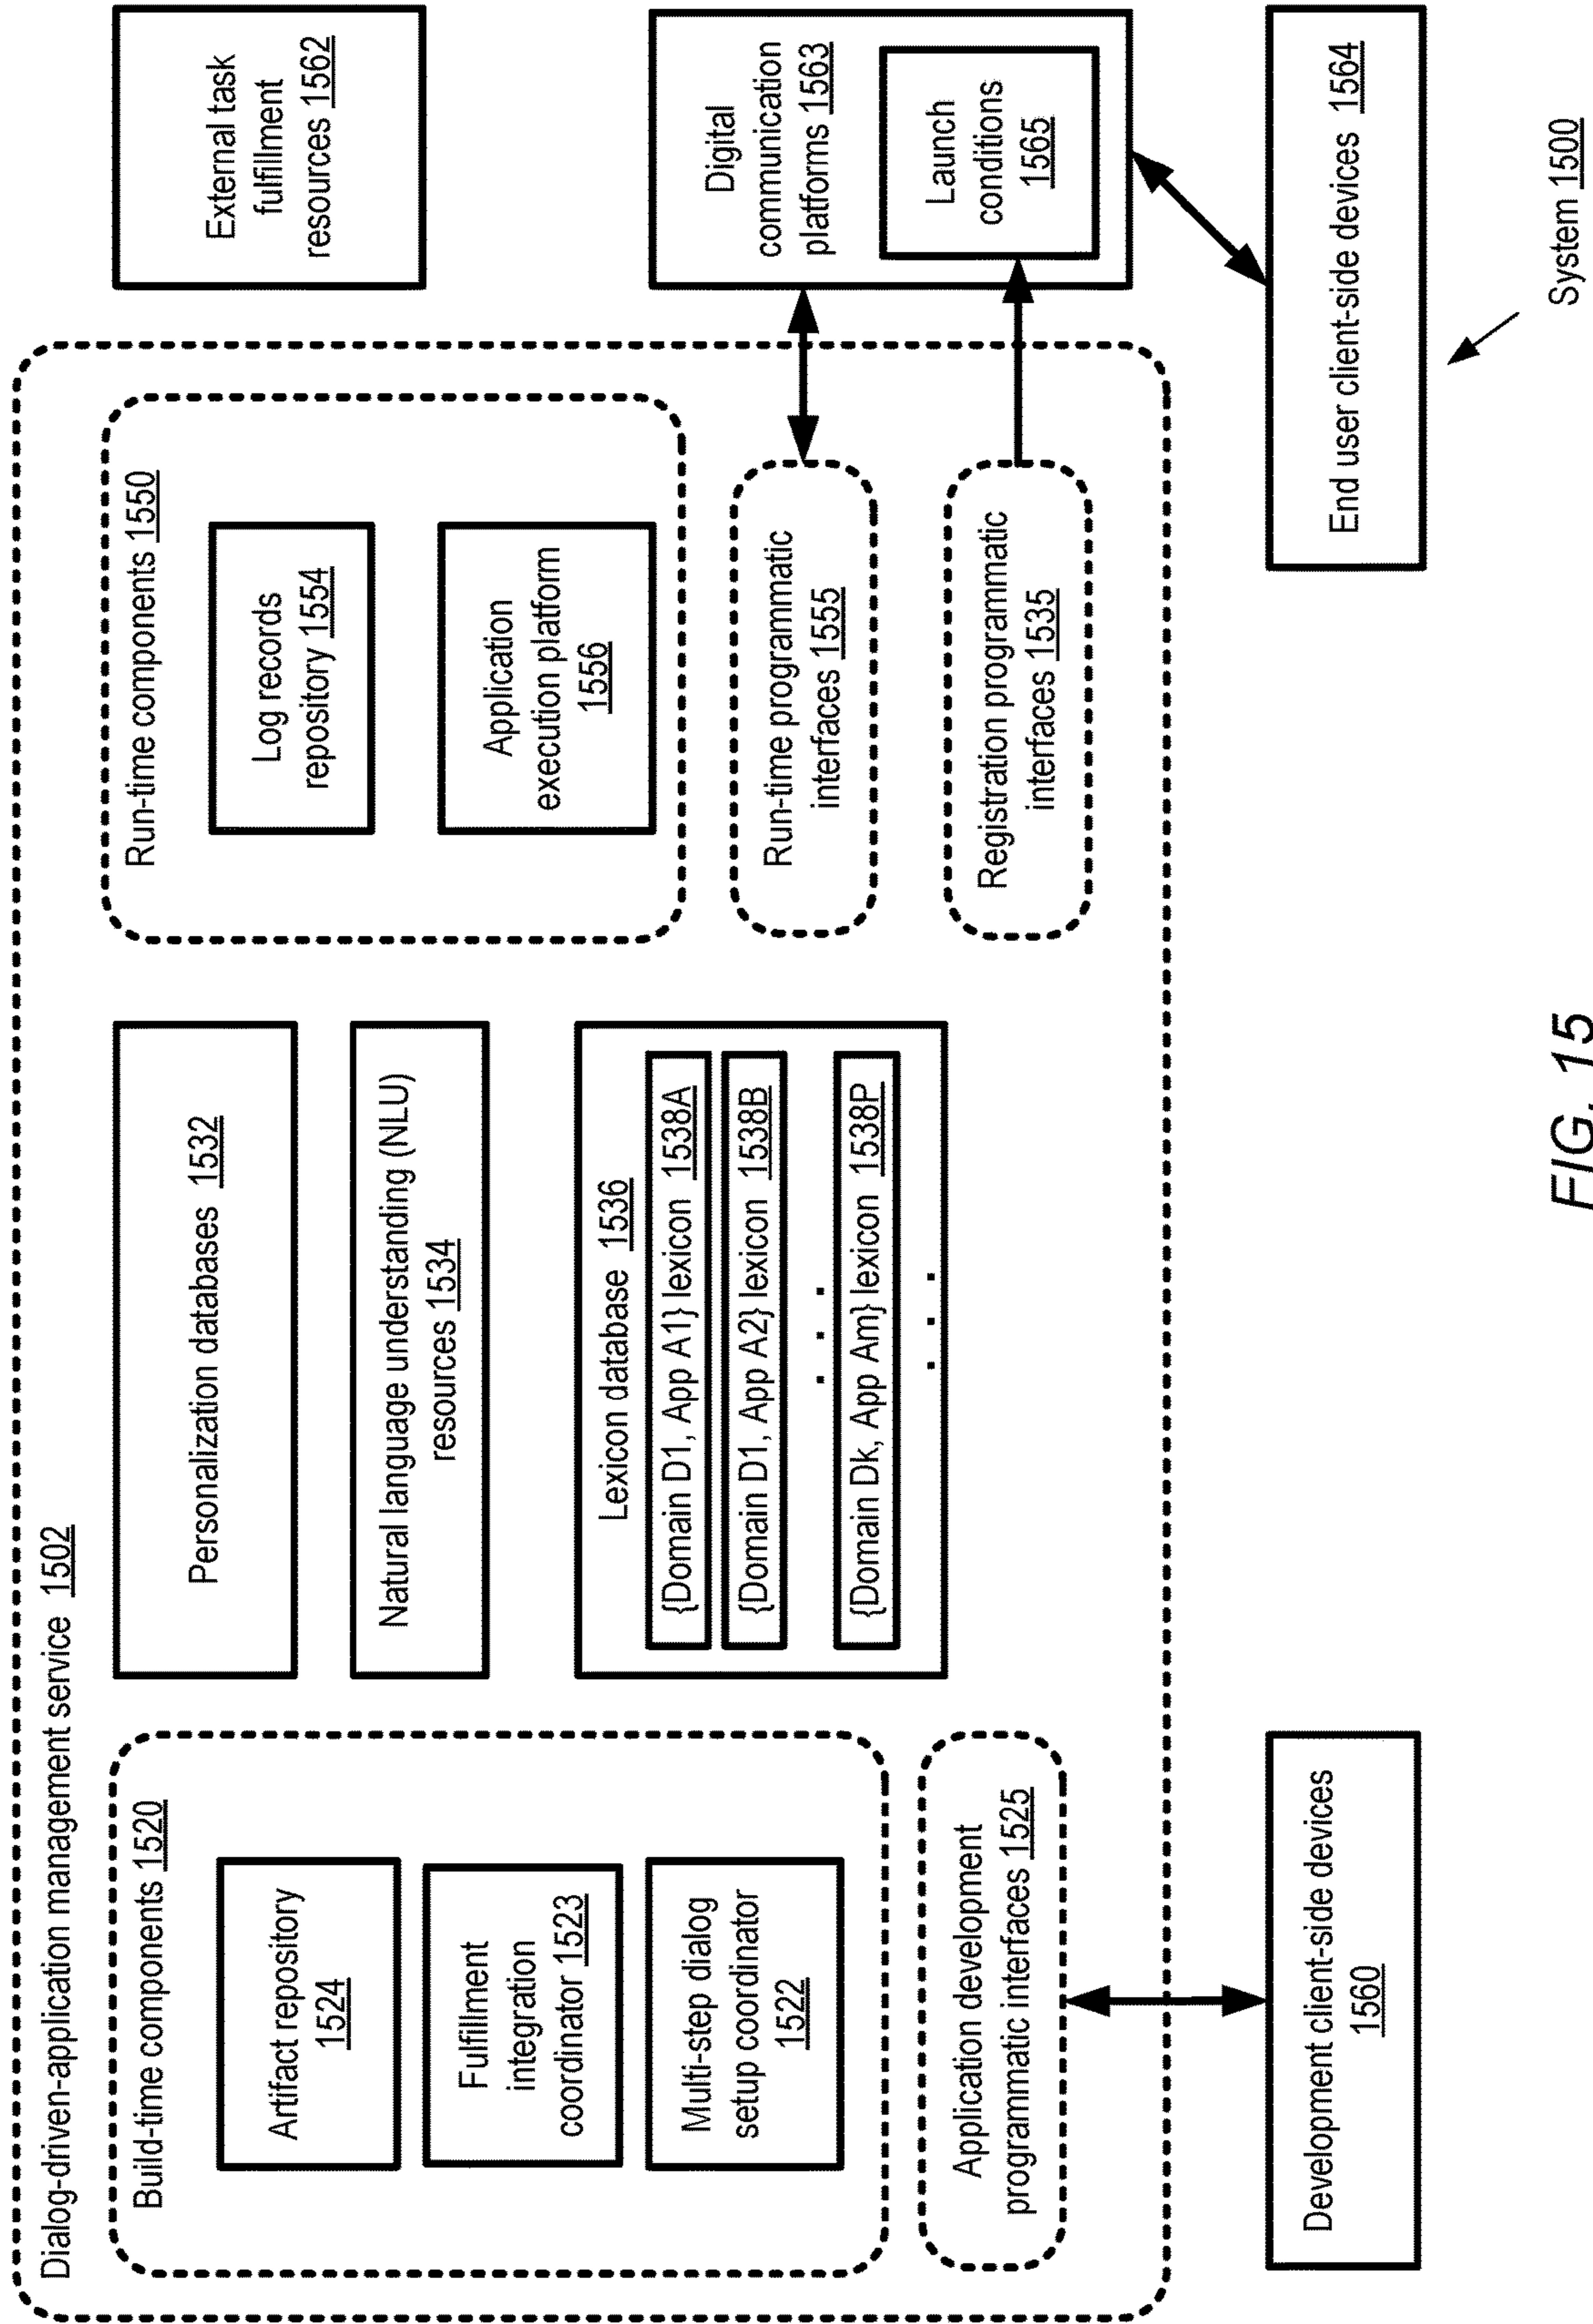 Dialog-driven-application management service 1502
Build-time components 1520
Artifact repository
1524
Fulfillment
integration
coordinator 1523
Multi-step dialog
setup coordinator
1522
Application development
programmatic interfaces 1525
Personalization databases 1532
Natural language understanding (NLU)
resources 1534
Lexicon database 1536
{Domain D1, App A1} lexicon 1538A
{Domain D1, App A2} lexicon 1538B
. . .
{Domain Dk, App Am} lexicon 1538P
. . .
Run-time components 1550
Log records
repository 1554
Application
execution platform
1556
Run-time programmatic
interfaces 1555
Registration programmatic
interfaces 1535
External task
fulfillment
resources 1562
Digital
communication
platforms 1563
Launch
conditions
1565
Development client-side devices
1560
End user client-side devices 1564
System 1500
FIG. 15